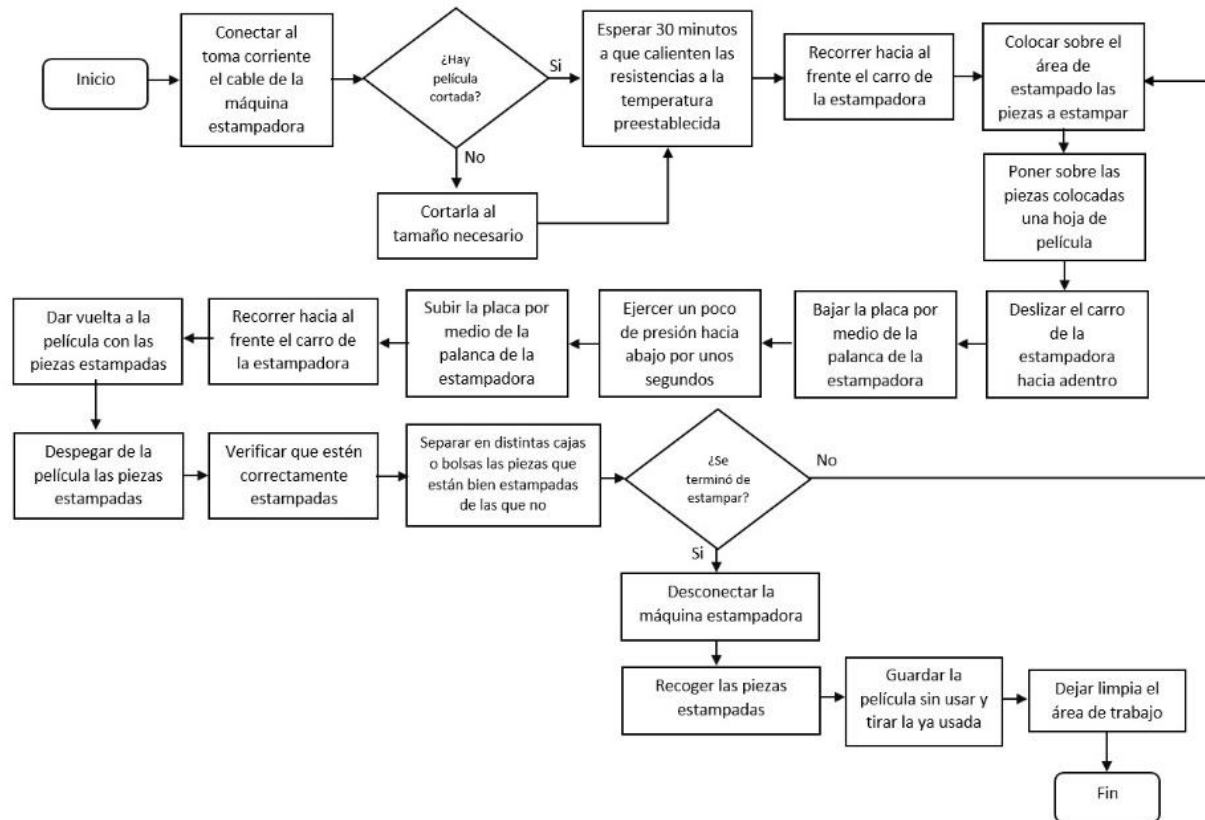 Inicio
Conectar al
toma corriente
el cable de la
máquina
estampadora
¿Hay
película
cortada?
Si
No
Cortarla al
tamaño necesario
Esperar 30 minutos
a que calienten las
resistencias a la
temperatura
preestablecida
Recorrer hacia al
frente el carro de
la estampadora
Colocar sobre el
área de
estampado las
piezas a estampar
Poner sobre las
piezas colocadas
una hoja de
película
Deslizar el carro
de la
estampadora
hacia adentro
Bajar la placa por
medio de la
palanca de la
estampadora
Ejercer un poco
de presión hacia
abajo por unos
segundos
Subir la placa por
medio de la
palanca de la
estampadora
Recorrer hacia al
frente el carro de
la estampadora
Dar vuelta a la
película con las
piezas estampadas
Despegar de la
película las piezas
estampadas
Verificar que estén
correctamente
estampadas
Separar en distintas cajas
o bolsas las piezas que
están bien estampadas
de las que no
¿Se
terminó de
estampar?
No
Si
Desconectar la
máquina estampadora
Recoger las piezas
estampadas
Guardar la
película sin usar y
tirar la ya usada
Dejar limpia el
área de trabajo
Fin